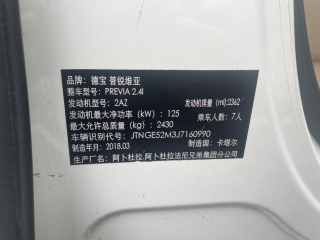 品牌：德宝 普锐维亚
整车型号：PREVIA 2.4l
发动机型号：2AZ 发动机排量 (ml):2362
发动机最大净功率（kW）：125
最大允许总质量（kg）：2430 乘车人数：7人
车辆识别代号：JTNGE52M3J7160990
制造年月：2018.03 制造国：卡塔尔
生产厂名：阿卜杜拉.阿卜杜拉法尼兄弟集团分公司